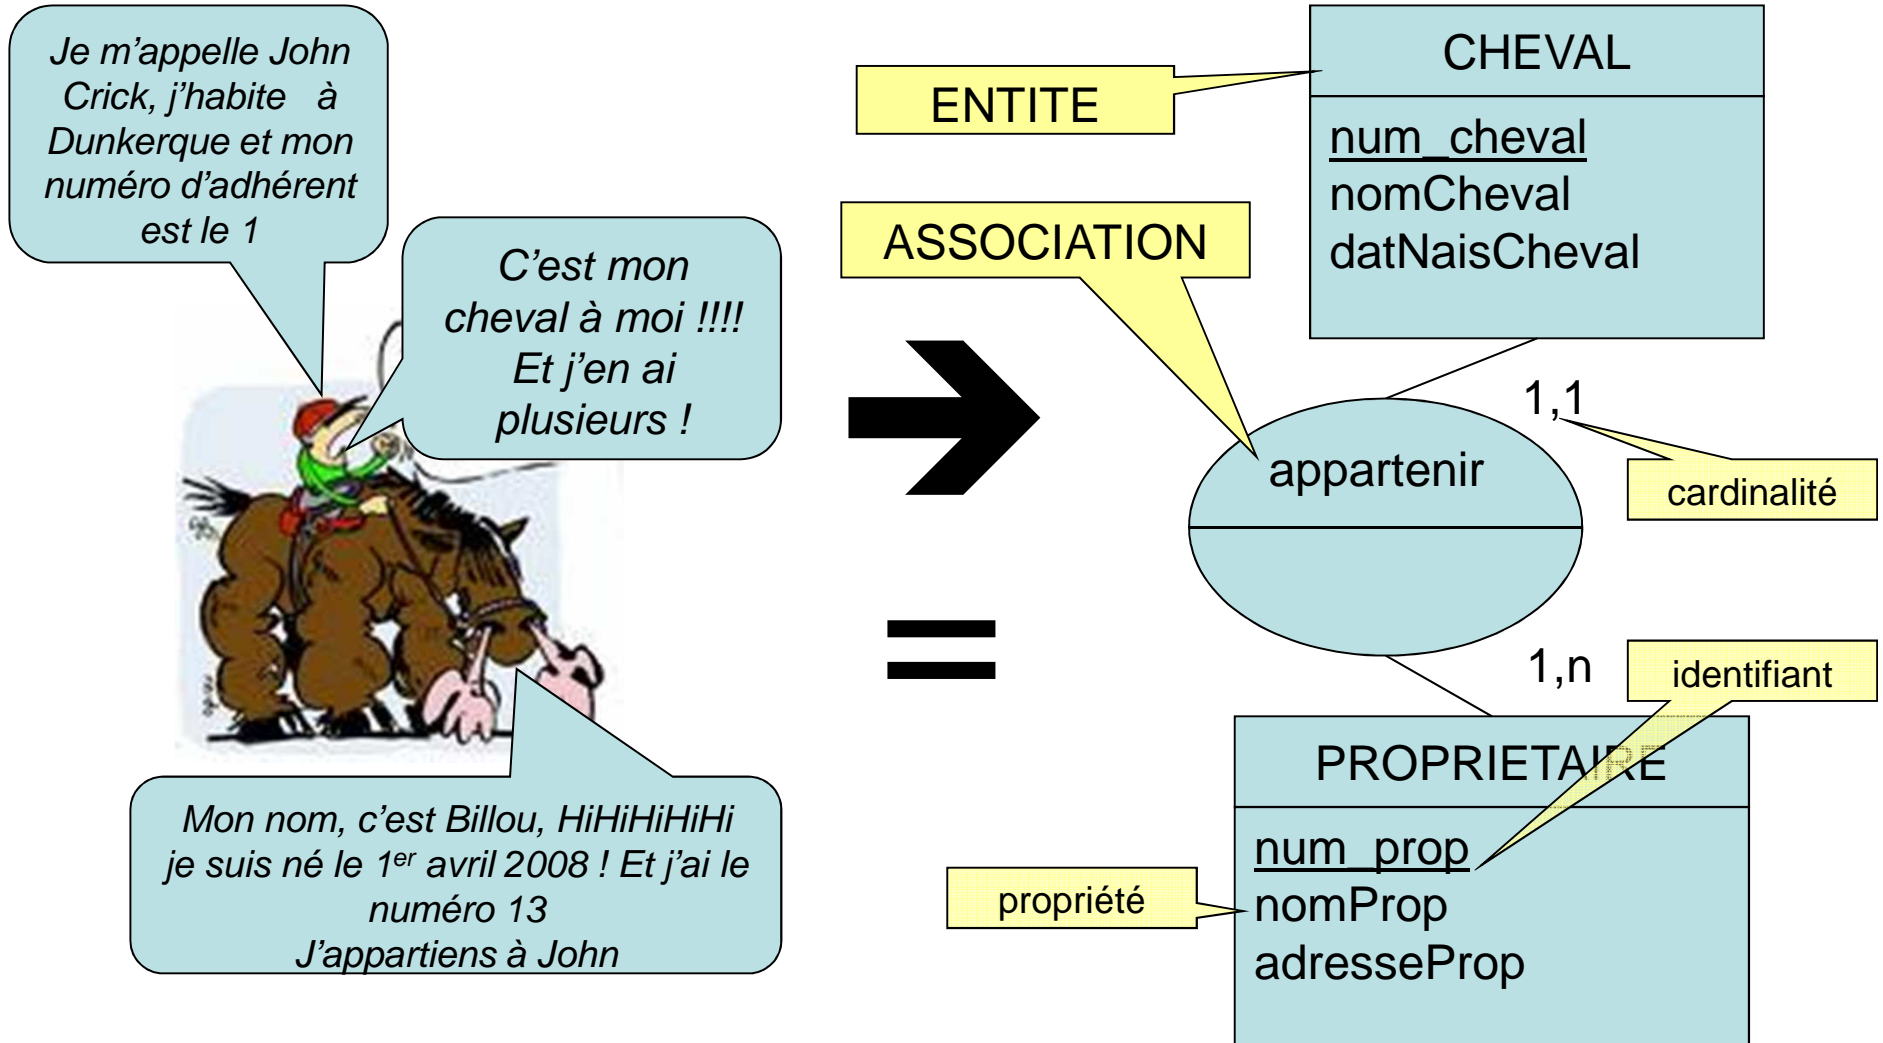 Je m'appelle John
Crick, j'habite à
Dunkerque et mon
numéro d'adhérent
est le 1
C'est mon
cheval à moi !!!!
Et j'en ai
plusieurs !
Mon nom, c'est Billou, HiHiHiHiHi
je suis né le 1er avril 2008 ! Et j'ai le
numéro 13
J'appartiens à John
ENTITE
CHEVAL
num_cheval
nomCheval
datNaisCheval
ASSOCIATION
1,1
appartenir
cardinalité
=
1,n
identifiant
PROPRIETAIRE
num_prop
propriété
nomProp
adresseProp